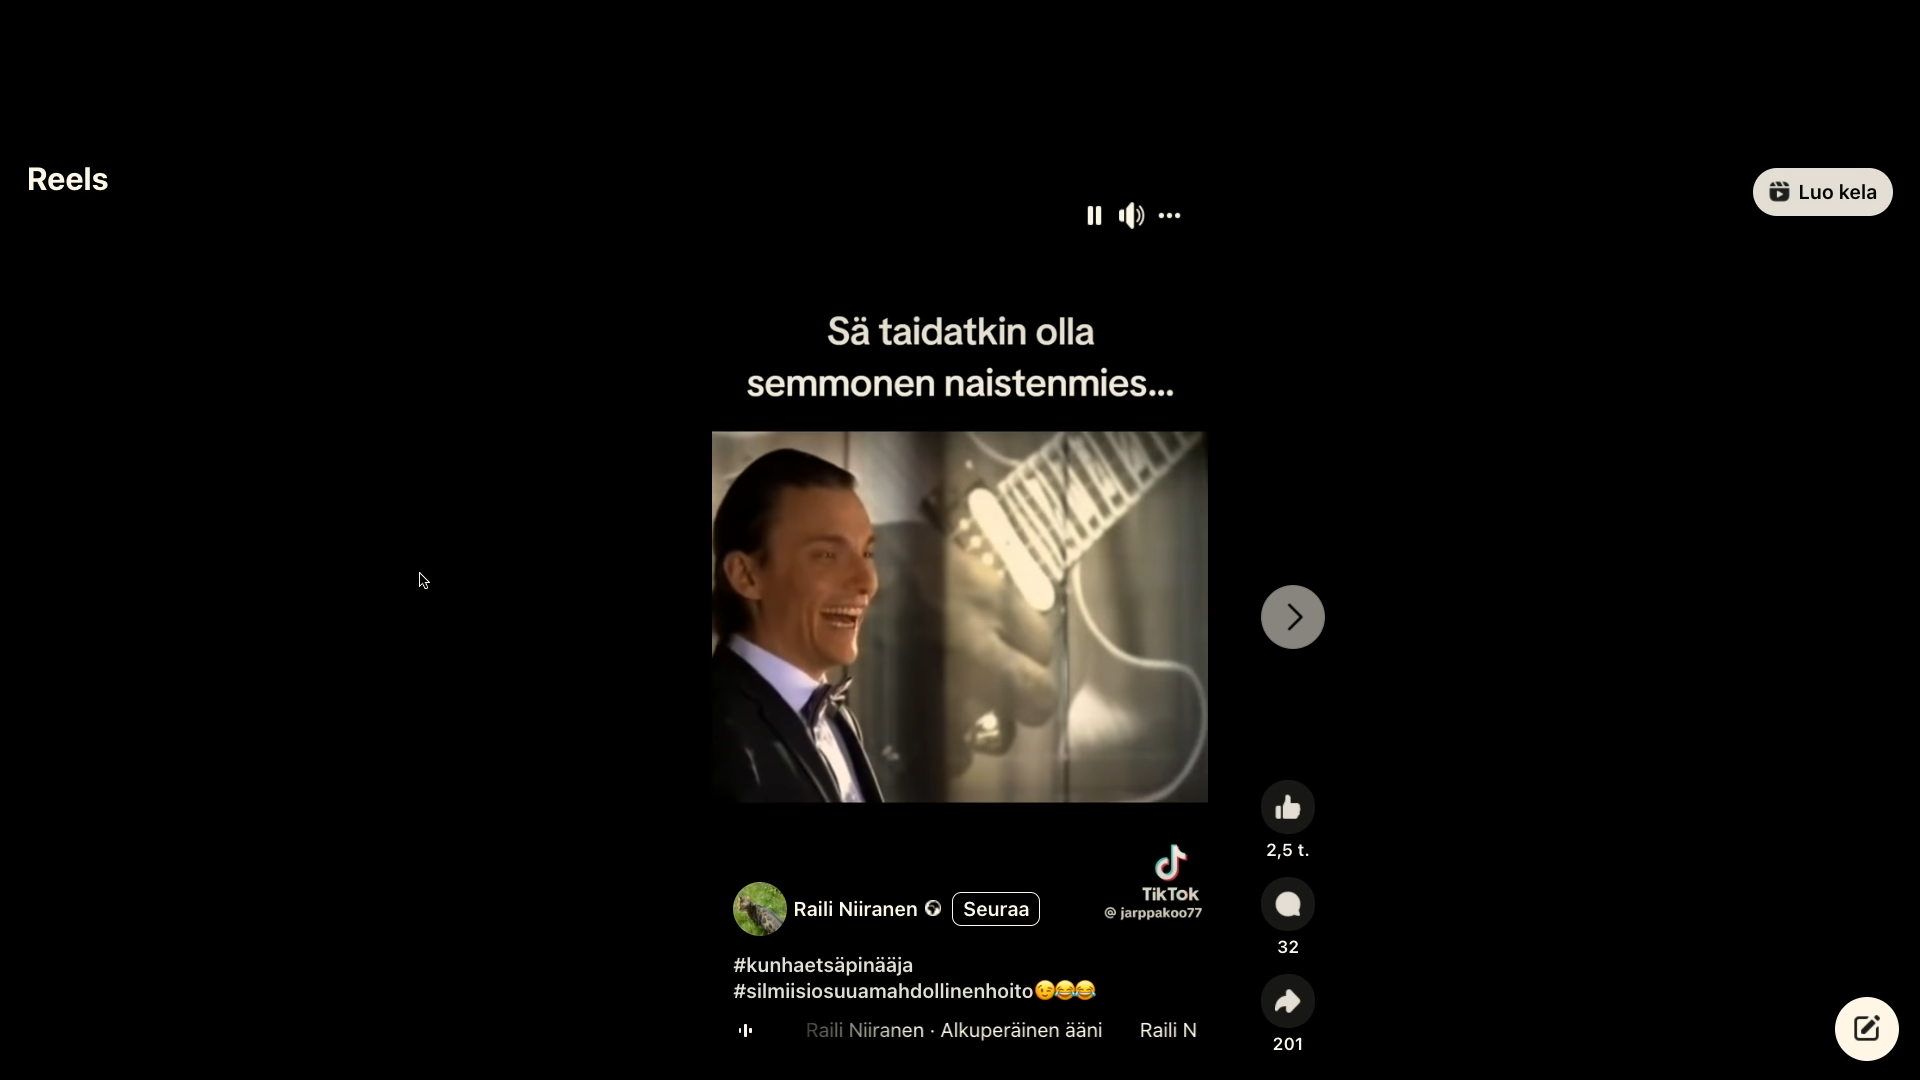 Reels
Luo kela
Sä taidatkin olla
semmonen naistenmies...
TikTok
@ jarppakoo77
Raili Niiranen
Seuraa
#kunhaetsäpinääja
#silmiisiosuuamahdollinenhoito😉😂😂
Raili Niiranen · Alkuperäinen ääni Raili N
2,5 t.
32
201